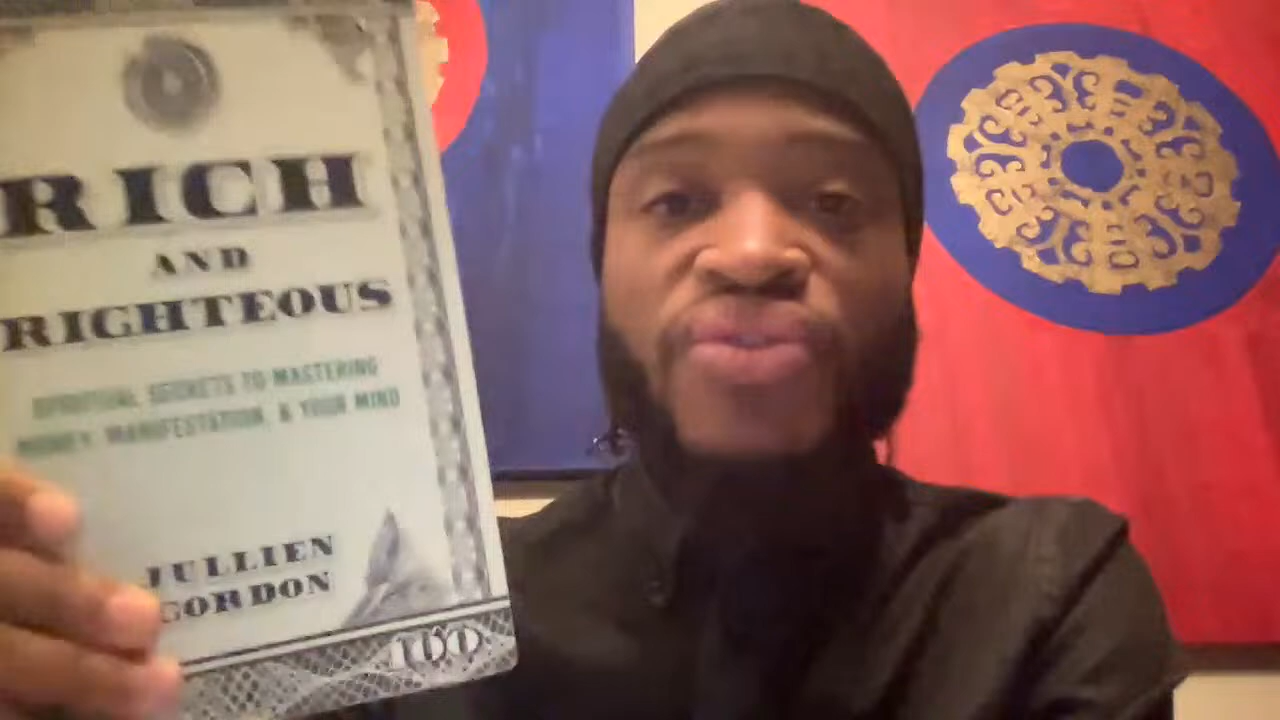 RICH
AND
RIGHTEOUS
SPIRITUAL SECRETS TO MASTERING
MONEY, MANIFESTATION, & YOUR MIND
JULLIEN
GORDON
100